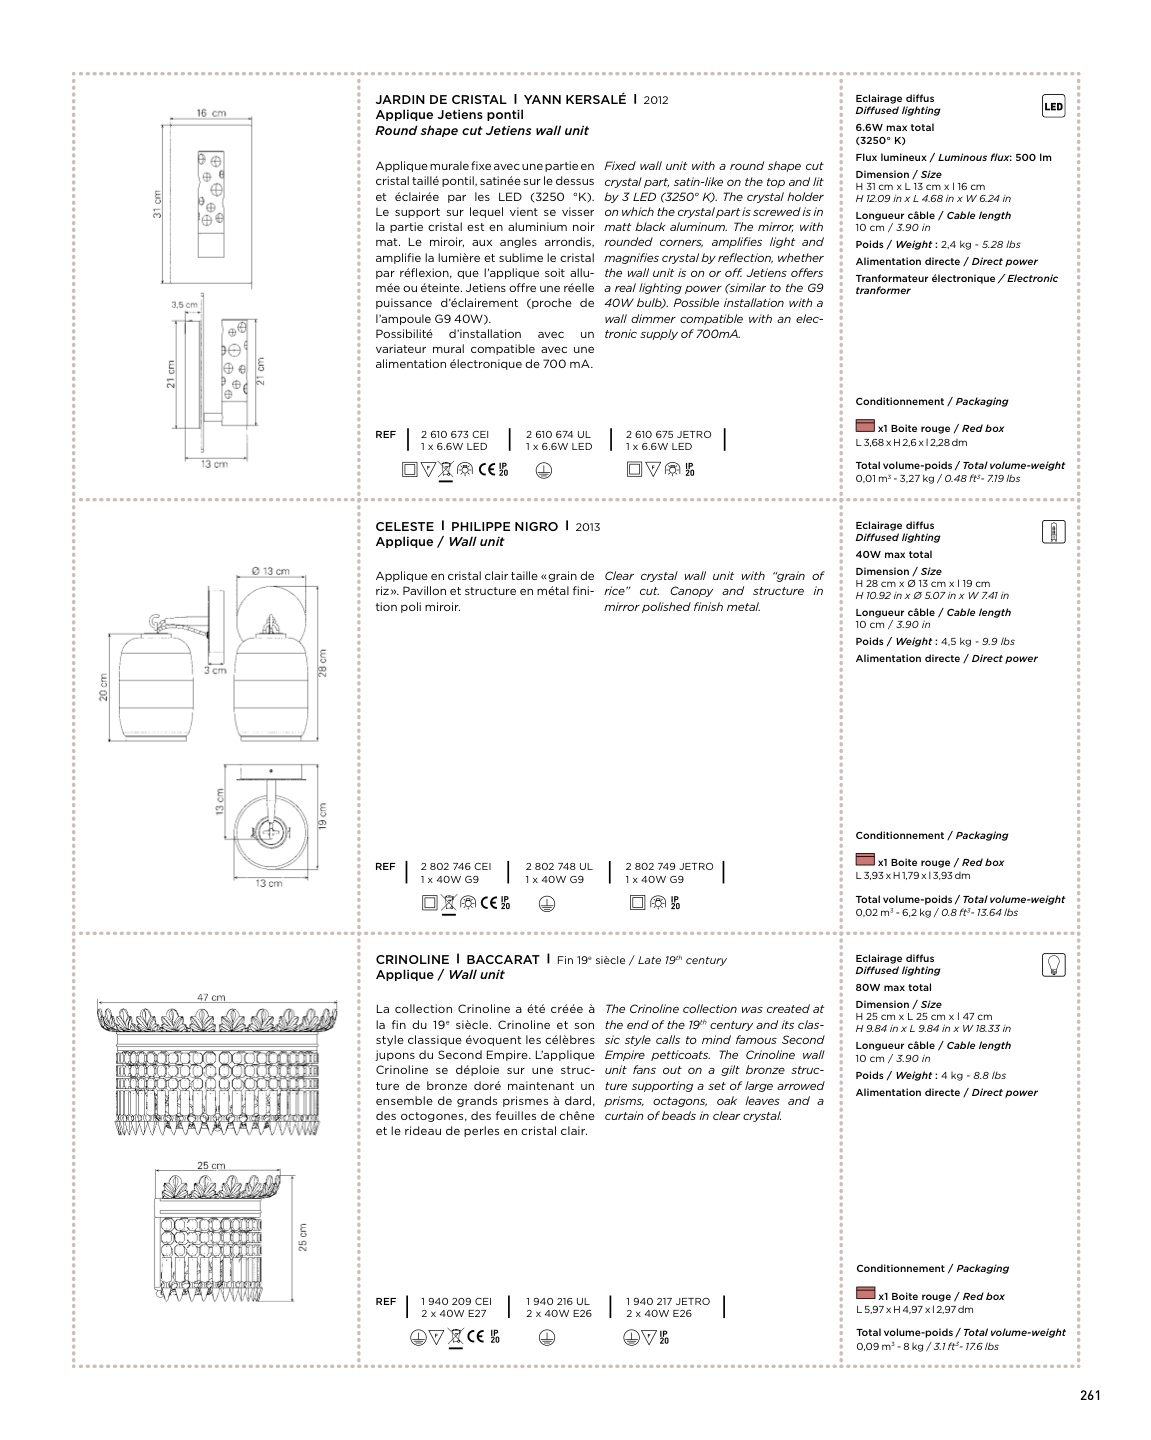 16 cm
31 cm
3,5 cm
21 cm
21 cm
13 cm
JARDIN DE CRISTAL I YANN KERSALÉ I 2012
Applique Jetiens pontil
Round shape cut Jetiens wall unit
Applique murale fixe avec une partie en
cristal taillé pontil, satinée sur le dessus
et éclairée par les LED (3250 °K).
Le support sur lequel vient se visser
la partie cristal est en aluminium noir
mat. Le miroir, aux angles arrondis,
amplifie la lumière et sublime le cristal
par réflexion, que l'applique soit allu-
mée ou éteinte. Jetiens offre une réelle
puissance d'éclairement (proche de
l'ampoule G9 40W).
Possibilité d'installation avec un
variateur mural compatible avec une
alimentation électronique de 700 mA.
Fixed wall unit with a round shape cut
crystal part, satin-like on the top and lit
by 3 LED (3250° K). The crystal holder
on which the crystal part is screwed is in
matt black aluminum. The mirror, with
rounded corners, amplifies light and
magnifies crystal by reflection, whether
the wall unit is on or off. Jetiens offers
a real lighting power (similar to the G9
40W bulb). Possible installation with a
wall dimmer compatible with an elec-
tronic supply of 700mA.
REF | 2 610 673 CEI | 2 610 674 UL | 2 610 675 JETRO |
1 x 6.6W LED 1 x 6.6W LED 1 x 6.6W LED
F CE IP 20 F IP 20
Eclairage diffus
Diffused lighting
LED
6.6W max total
(3250° K)
Flux lumineux / Luminous flux: 500 lm
Dimension / Size
H 31 cm x L 13 cm x l 16 cm
H 12.09 in x L 4.68 in x W 6.24 in
Longueur câble / Cable length
10 cm / 3.90 in
Poids / Weight : 2,4 kg - 5.28 lbs
Alimentation directe / Direct power
Tranformateur électronique / Electronic
tranformer
Conditionnement / Packaging
x1 Boite rouge / Red box
L 3,68 x H 2,6 x l 2,28 dm
Total volume-poids / Total volume-weight
0,01 m³ - 3,27 kg / 0.48 ft³- 7.19 lbs
Ø 13 cm
20 cm
3 cm
28 cm
13 cm
19 cm
13 cm
CELESTE I PHILIPPE NIGRO I 2013
Applique / Wall unit
Applique en cristal clair taille « grain de
riz ». Pavillon et structure en métal fini-
tion poli miroir.
Clear crystal wall unit with “grain of
rice” cut. Canopy and structure in
mirror polished finish metal.
REF | 2 802 746 CEI | 2 802 748 UL | 2 802 749 JETRO |
1 x 40W G9 1 x 40W G9 1 x 40W G9
CE IP 20 IP 20
Eclairage diffus
Diffused lighting
40W max total
Dimension / Size
H 28 cm x Ø 13 cm x l 19 cm
H 10.92 in x Ø 5.07 in x W 7.41 in
Longueur câble / Cable length
10 cm / 3.90 in
Poids / Weight : 4,5 kg - 9.9 lbs
Alimentation directe / Direct power
Conditionnement / Packaging
x1 Boite rouge / Red box
L 3,93 x H 1,79 x l 3,93 dm
Total volume-poids / Total volume-weight
0,02 m³ - 6,2 kg / 0.8 ft³- 13.64 lbs
47 cm
25 cm
25 cm
CRINOLINE I BACCARAT I Fin 19e siècle / Late 19th century
Applique / Wall unit
La collection Crinoline a été créée à
la fin du 19e siècle. Crinoline et son
style classique évoquent les célèbres
jupons du Second Empire. L'applique
Crinoline se déploie sur une struc-
ture de bronze doré maintenant un
ensemble de grands prismes à dard,
des octogones, des feuilles de chêne
et le rideau de perles en cristal clair.
The Crinoline collection was created at
the end of the 19th century and its clas-
sic style calls to mind famous Second
Empire petticoats. The Crinoline wall
unit fans out on a gilt bronze struc-
ture supporting a set of large arrowed
prisms, octagons, oak leaves and a
curtain of beads in clear crystal.
REF | 1 940 209 CEI | 1 940 216 UL | 1 940 217 JETRO |
2 x 40W E27 2 x 40W E26 2 x 40W E26
F CE IP 20 F IP 20
Eclairage diffus
Diffused lighting
80W max total
Dimension / Size
H 25 cm x L 25 cm x l 47 cm
H 9.84 in x L 9.84 in x W 18.33 in
Longueur câble / Cable length
10 cm / 3.90 in
Poids / Weight : 4 kg - 8.8 lbs
Alimentation directe / Direct power
Conditionnement / Packaging
x1 Boite rouge / Red box
L 5,97 x H 4,97 x l 2,97 dm
Total volume-poids / Total volume-weight
0,09 m³ - 8 kg / 3.1 ft³- 17.6 lbs
261